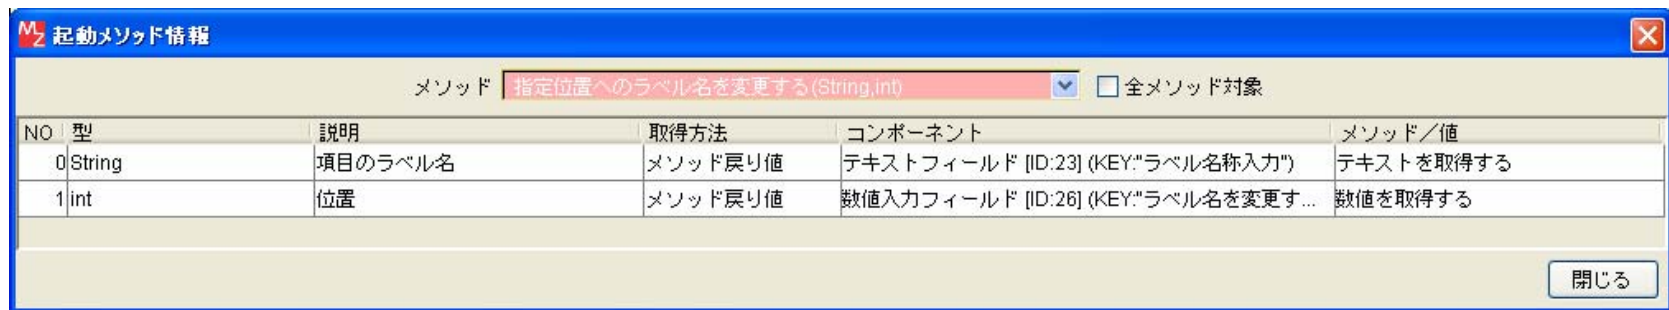 MZ 起動メソッド情報
メソッド 指定位置へのラベル名を変更する(String,int) 全メソッド対象
NO 型 説明 取得方法 コンポーネント メソッド／値
0 String 項目のラベル名 メソッド戻り値 テキストフィールド [ID:23] (KEY:"ラベル名称入力") テキストを取得する
1 int 位置 メソッド戻り値 数値入力フィールド [ID:26] (KEY:"ラベル名を変更す... 数値を取得する
閉じる